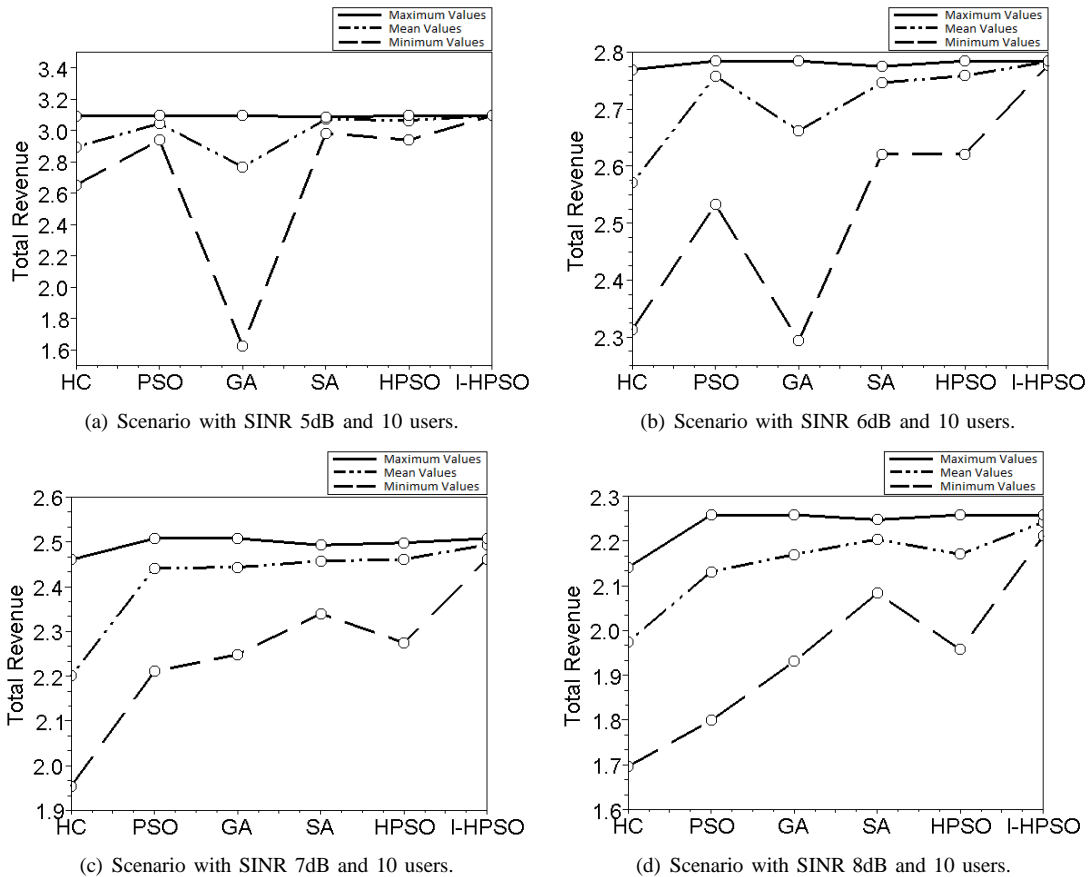 Maximum Values
Mean Values
Minimum Values
3.4
3.2
3.0
2.8
2.6
2.4
2.2
2.0
1.8
1.6
Total Revenue
HC PSO GA SA HPSO I-HPSO
(a) Scenario with SINR 5dB and 10 users.
Maximum Values
Mean Values
Minimum Values
2.8
2.7
2.6
2.5
2.4
2.3
Total Revenue
HC PSO GA SA HPSO I-HPSO
(b) Scenario with SINR 6dB and 10 users.
Maximum Values
Mean Values
Minimum Values
2.6
2.5
2.4
2.3
2.2
2.1
2.0
1.9
Total Revenue
HC PSO GA SA HPSO I-HPSO
(c) Scenario with SINR 7dB and 10 users.
Maximum Values
Mean Values
Minimum Values
2.3
2.2
2.1
2.0
1.9
1.8
1.7
1.6
Total Revenue
HC PSO GA SA HPSO I-HPSO
(d) Scenario with SINR 8dB and 10 users.